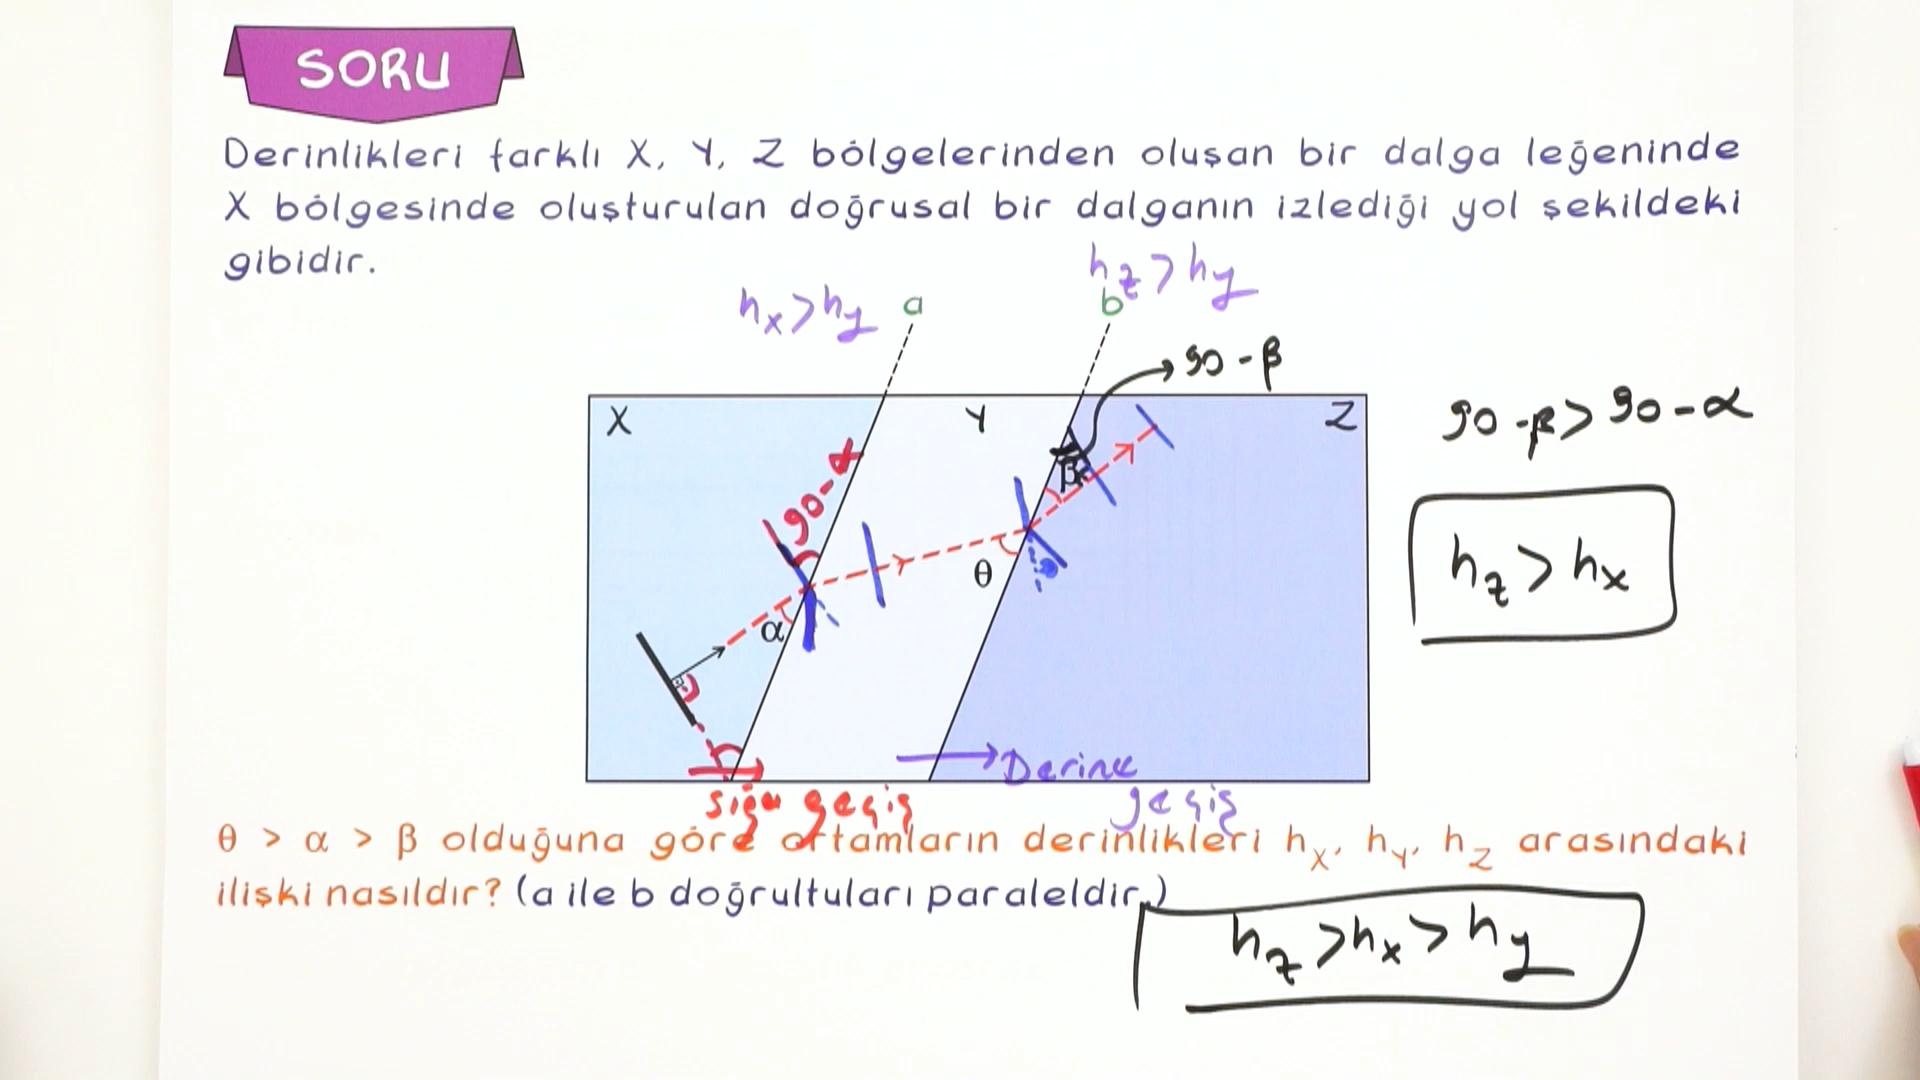 SORU
Derinlikleri farklı X, Y, Z bölgelerinden oluşan bir dalga leğeninde
X bölgesinde oluşturulan doğrusal bir dalganın izlediği yol şekildeki
gibidir.
hz > hy
hx > hy
a
b
90 - β
X
Y
Z
90 - β > 90 - α
90 - α
β
hz > hx
θ
α
Derine
geçiş
sığa geçiş
θ > α > β olduğuna göre ortamların derinlikleri hX, hY, hZ arasındaki
ilişki nasıldır? (a ile b doğrultuları paraleldir.)
hz > hx > hy